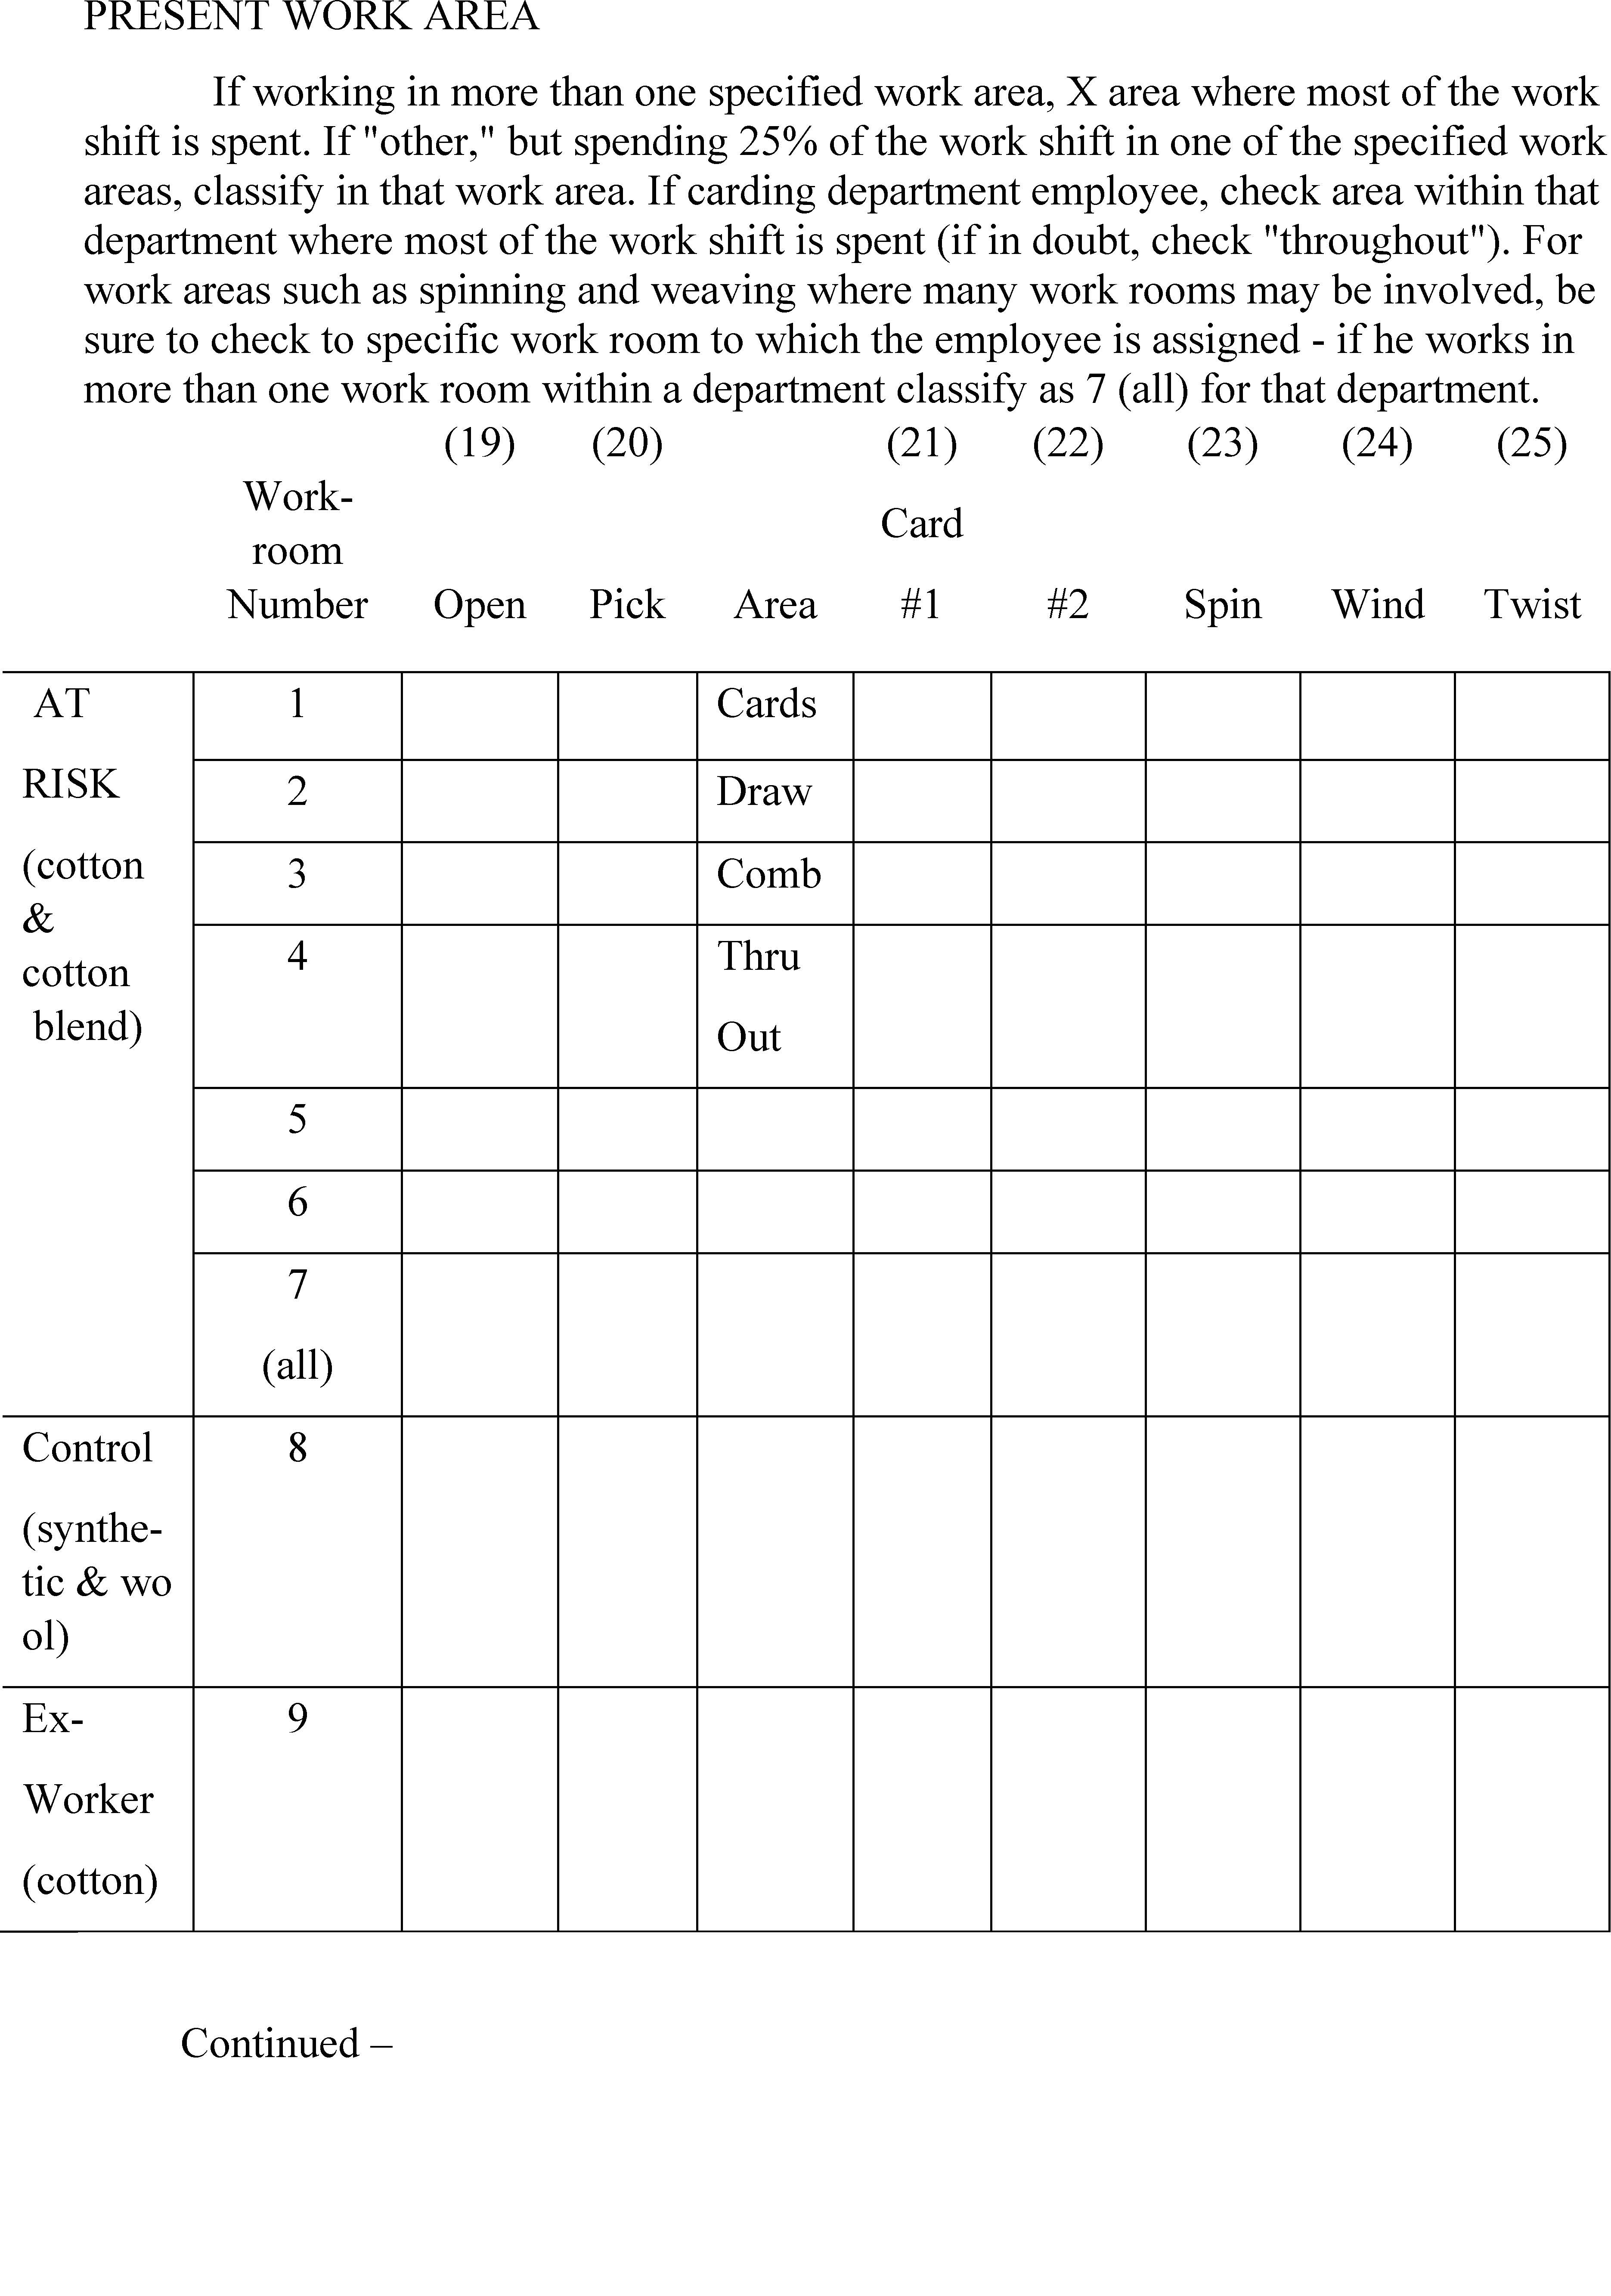 PRESENT WORK AREA
If working in more than one specified work area, X area where most of the work
shift is spent. If "other," but spending 25% of the work shift in one of the specified work
areas, classify in that work area. If carding department employee, check area within that
department where most of the work shift is spent (if in doubt, check "throughout"). For
work areas such as spinning and weaving where many work rooms may be involved, be
sure to check to specific work room to which the employee is assigned - if he works in
more than one work room within a department classify as 7 (all) for that department.
(19) (20) (21) (22) (23) (24) (25)
Work-
room
Card
Number Open Pick Area #1 #2 Spin Wind Twist
AT 1 Cards
RISK 2 Draw
(cotton 3 Comb
&
cotton 4 Thru
blend)
Out
5
6
7
(all)
Control 8
(synthe-
tic & wo
ol)
Ex- 9
Worker
(cotton)
Continued –